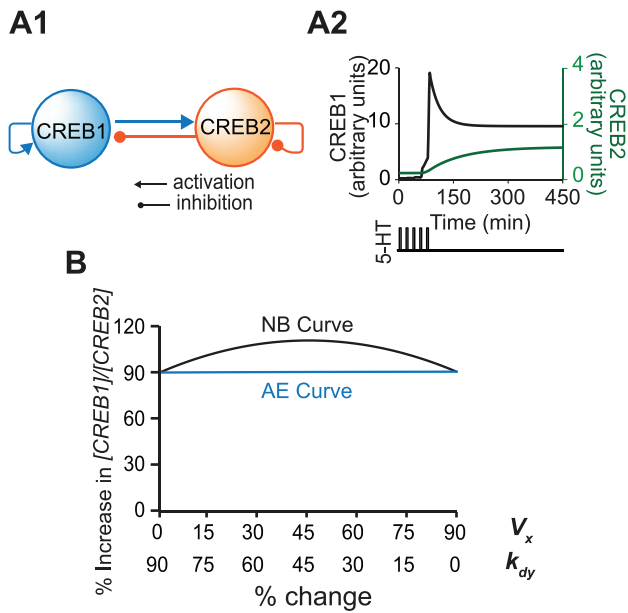 A1
CREB1
CREB2
activation
inhibition
A2
CREB1
(arbitrary units)
20
10
0
4
2
0
CREB2
(arbitrary units)
0 150 300 450
Time (min)
5-HT
B
% Increase in [CREB1]/[CREB2]
120
90
60
30
0
NB Curve
AE Curve
0 15 30 45 60 75 90 Vx
90 75 60 45 30 15 0 kdy
% change